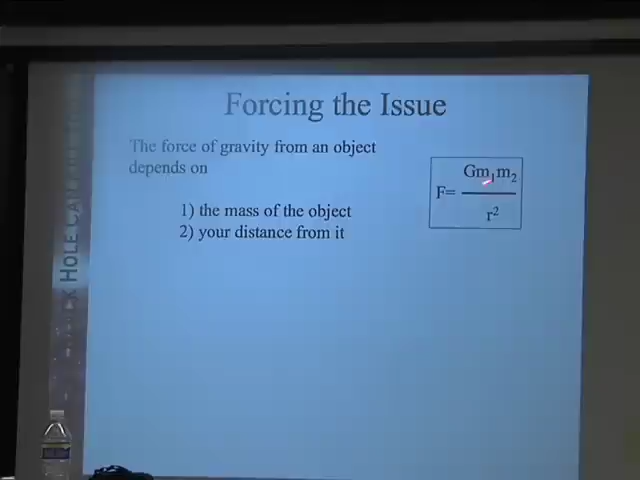 Forcing the Issue
The force of gravity from an object
depends on
1) the mass of the object
2) your distance from it
F= Gm₁m₂
r²
HOLE